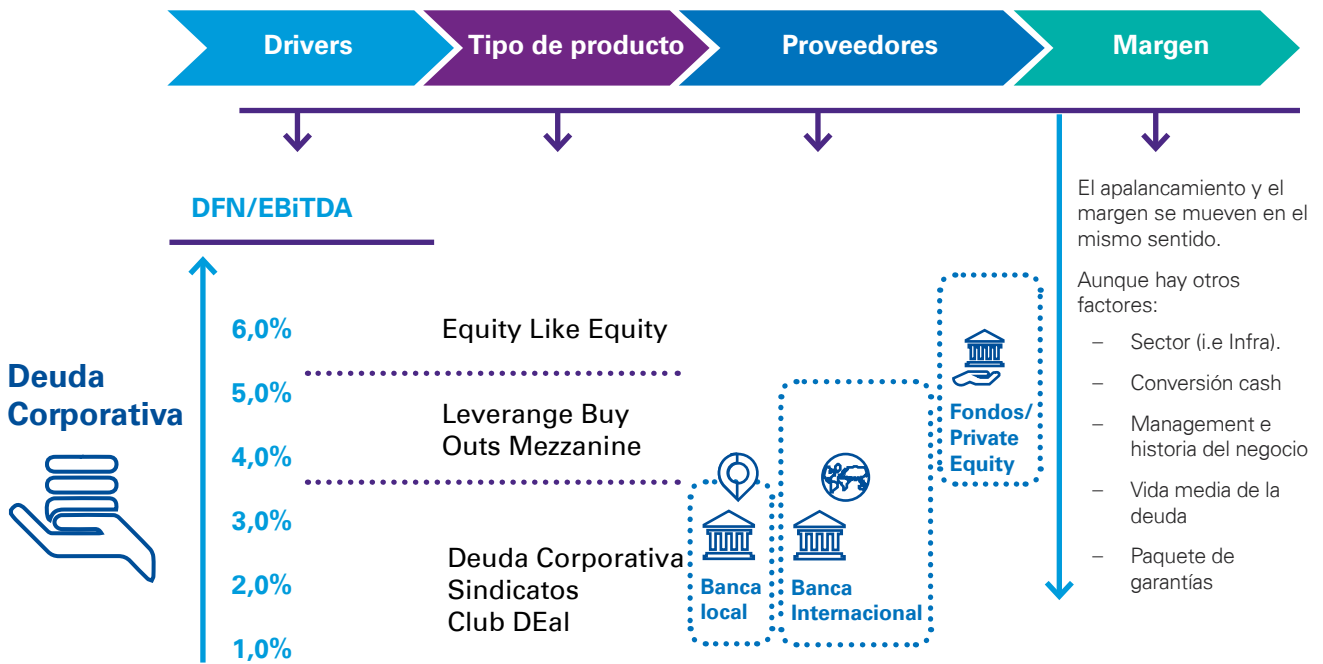 Drivers
Tipo de producto
Proveedores
Margen
DFN/EBiTDA
Deuda
Corporativa
6,0%
5,0%
4,0%
3,0%
2,0%
1,0%
Equity Like Equity
Leverange Buy
Outs Mezzanine
Deuda Corporativa
Sindicatos
Club DEal
Banca
local
Banca
Internacional
Fondos/
Private
Equity
El apalancamiento y el
margen se mueven en el
mismo sentido.
Aunque hay otros
factores:
– Sector (i.e Infra).
– Conversión cash
– Management e
historia del negocio
– Vida media de la
deuda
– Paquete de
garantías